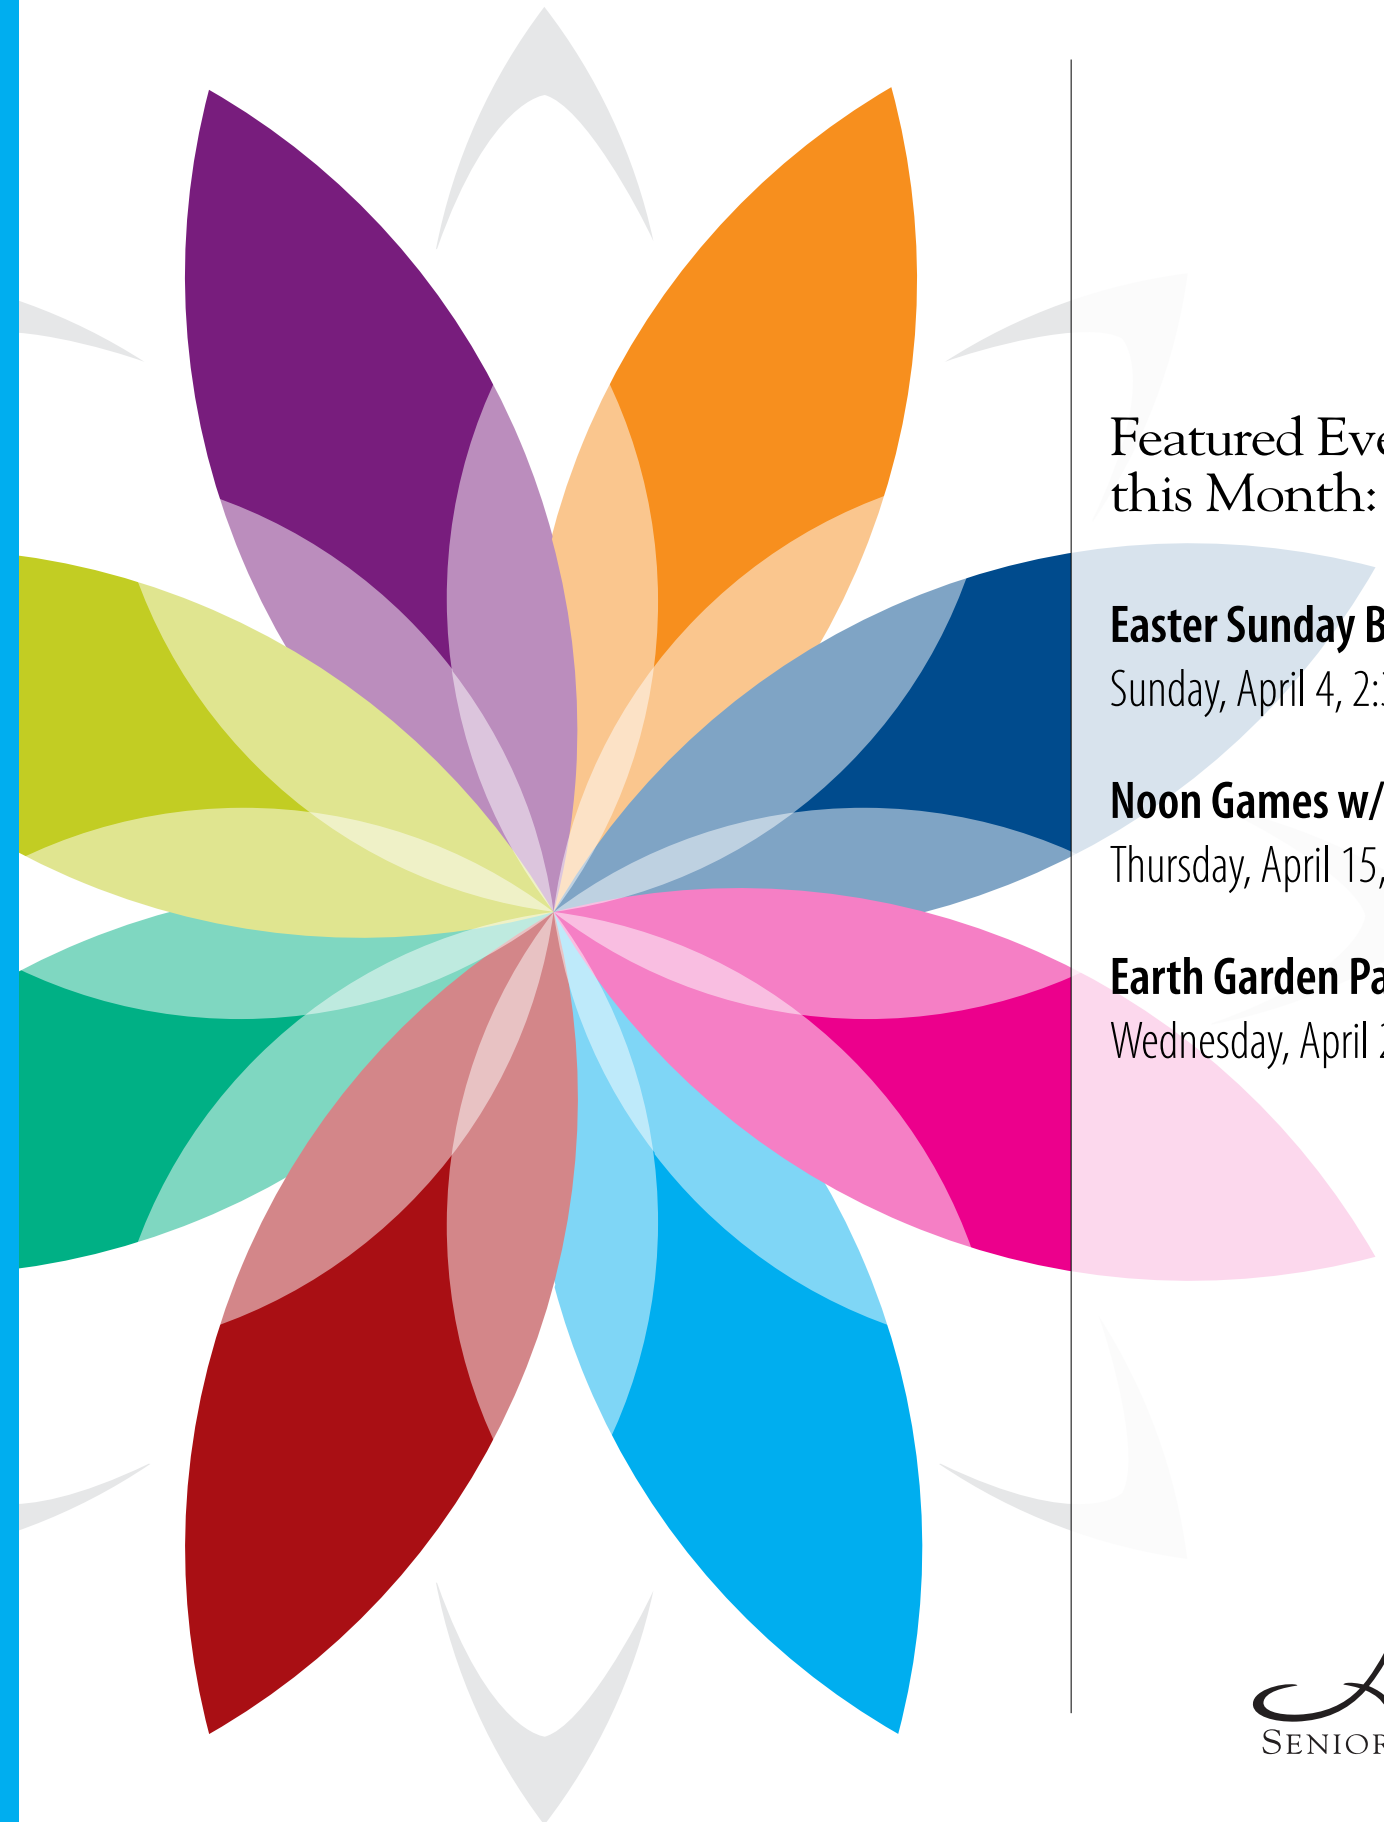 Featured Eve
this Month:
Easter Sunday B
Sunday, April 4, 2:
Noon Games w/
Thursday, April 15,
Earth Garden Pa
Wednesday, April 2
A
SENIOR